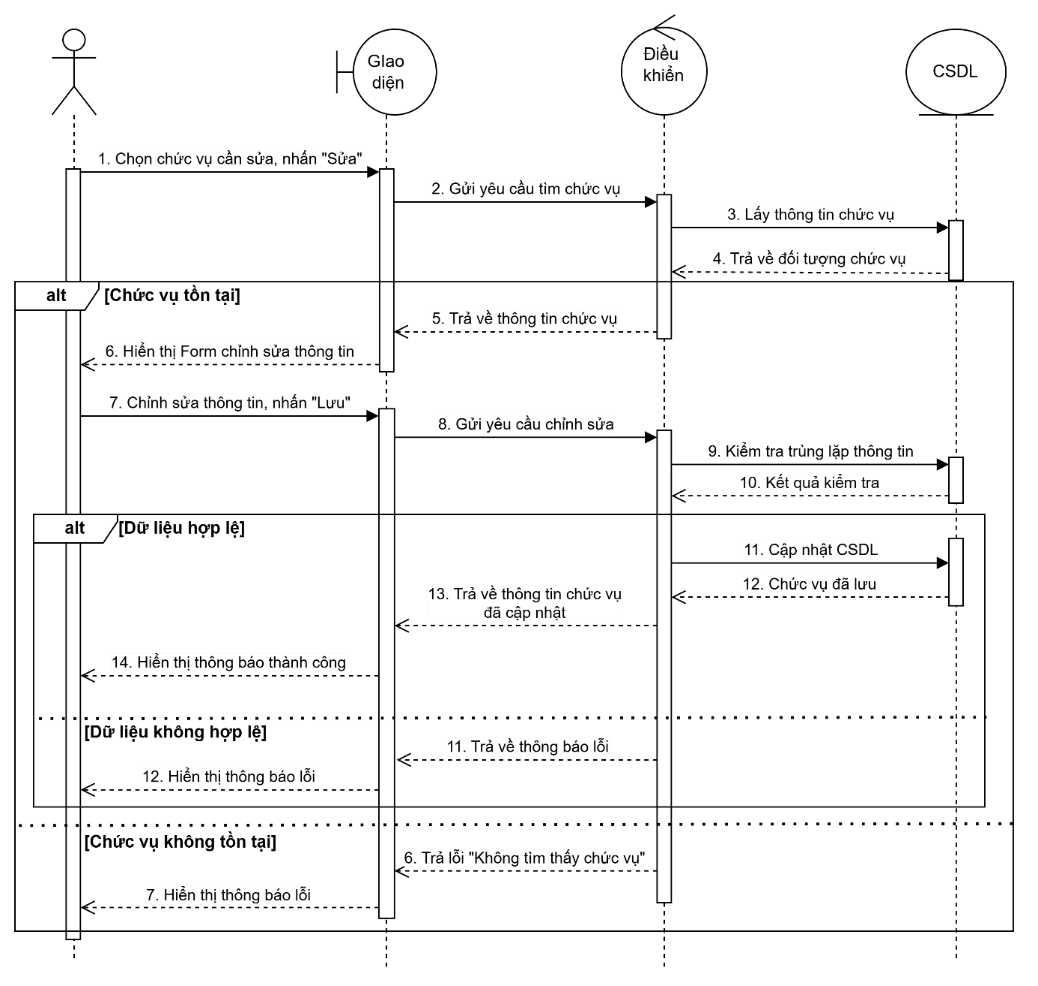 GIao
diện
Điều
khiển
CSDL
1. Chọn chức vụ cần sửa, nhấn "Sửa"
2. Gửi yêu cầu tìm chức vụ
3. Lấy thông tin chức vụ
4. Trả về đối tượng chức vụ
alt
[Chức vụ tồn tại]
5. Trả về thông tin chức vụ
6. Hiển thị Form chỉnh sửa thông tin
7. Chỉnh sửa thông tin, nhấn "Lưu"
8. Gửi yêu cầu chỉnh sửa
9. Kiểm tra trùng lặp thông tin
10. Kết quả kiểm tra
alt
[Dữ liệu hợp lệ]
11. Cập nhật CSDL
12. Chức vụ đã lưu
13. Trả về thông tin chức vụ
đã cập nhật
14. Hiển thị thông báo thành công
[Dữ liệu không hợp lệ]
11. Trả về thông báo lỗi
12. Hiển thị thông báo lỗi
[Chức vụ không tồn tại]
6. Trả lỗi "Không tìm thấy chức vụ"
7. Hiển thị thông báo lỗi